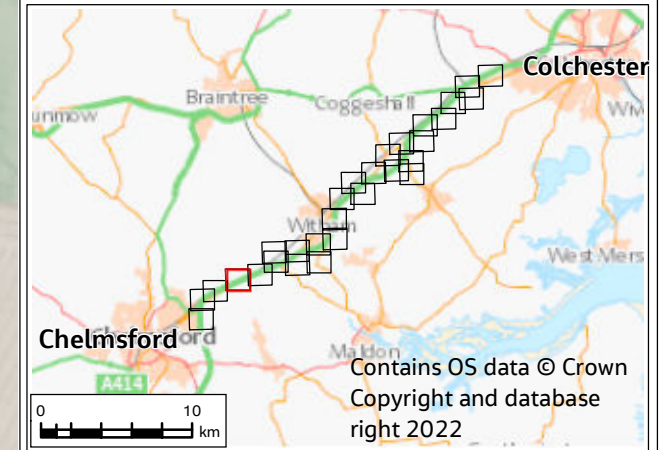 Colchester
Braintree
Coggeshall
unmow
Witham
West Mers
Chelmsford
Maldon
A414
Contains OS data © Crown
Copyright and database
right 2022
0 10
km